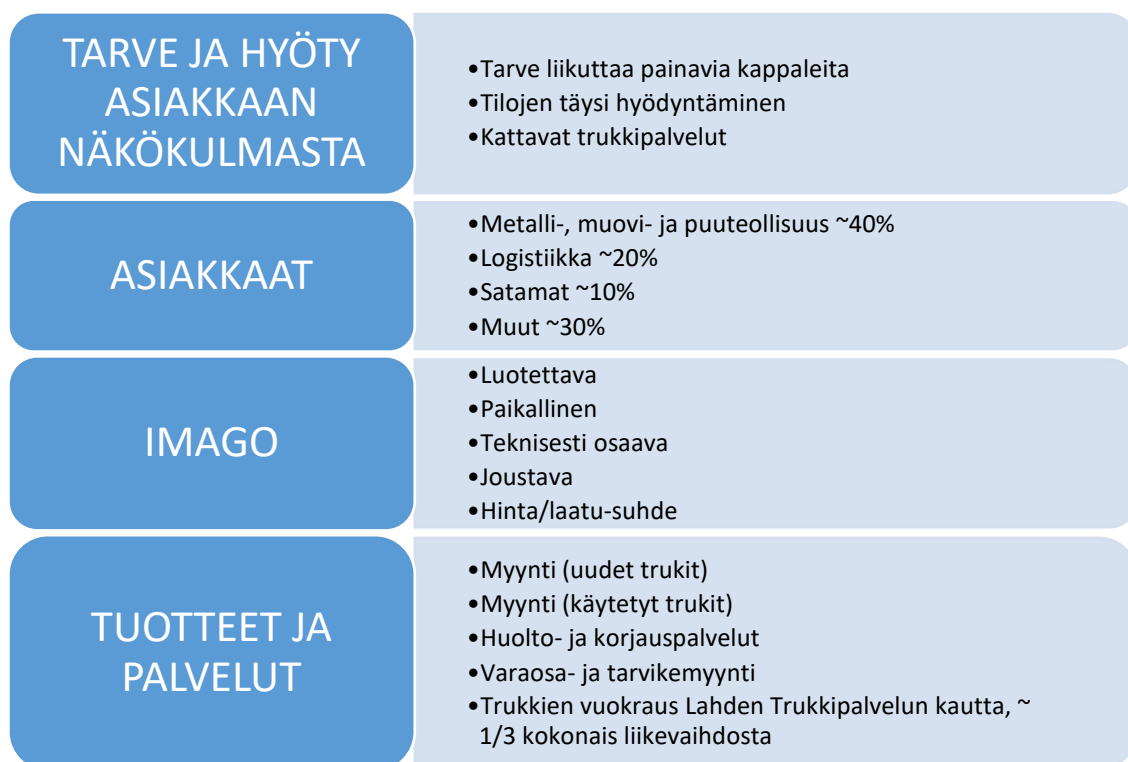 TARVE JA HYÖTY
ASIAKKAAN
NÄKÖKULMASTA
•Tarve liikuttaa painavia kappaleita
•Tilojen täysi hyödyntäminen
•Kattavat trukkipalvelut
ASIAKKAAT
•Metalli-, muovi- ja puuteollisuus ~40%
•Logistiikka ~20%
•Satamat ~10%
•Muut ~30%
IMAGO
•Luotettava
•Paikallinen
•Teknisesti osaava
•Joustava
•Hinta/laatu-suhde
TUOTTEET JA
PALVELUT
•Myynti (uudet trukit)
•Myynti (käytetyt trukit)
•Huolto- ja korjauspalvelut
•Varaosa- ja tarvikemyynti
•Trukkien vuokraus Lahden Trukkipalvelun kautta, ~
1/3 kokonais liikevaihdosta